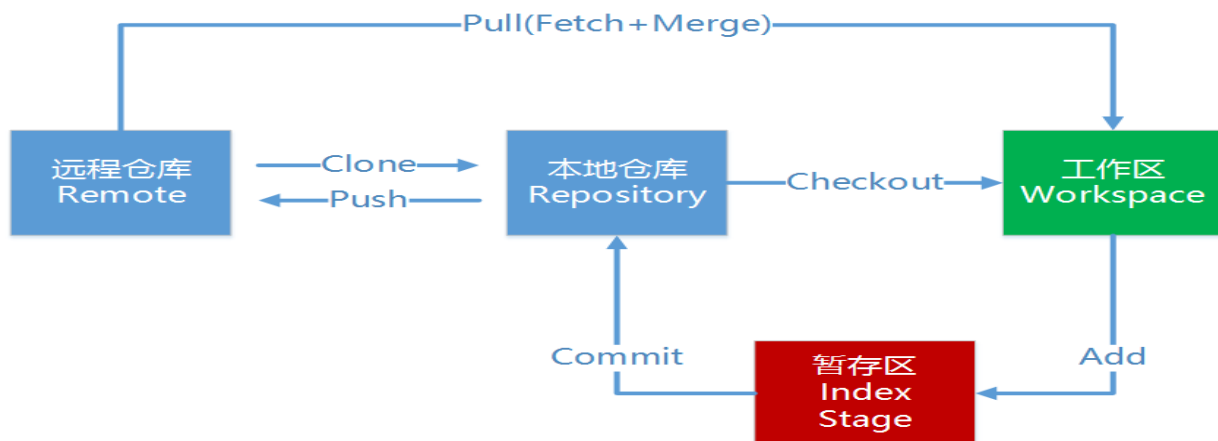 Pull(Fetch+Merge)
远程仓库
Remote
Clone
Push
本地仓库
Repository
Checkout
工作区
Workspace
Commit
暂存区
Index
Stage
Add